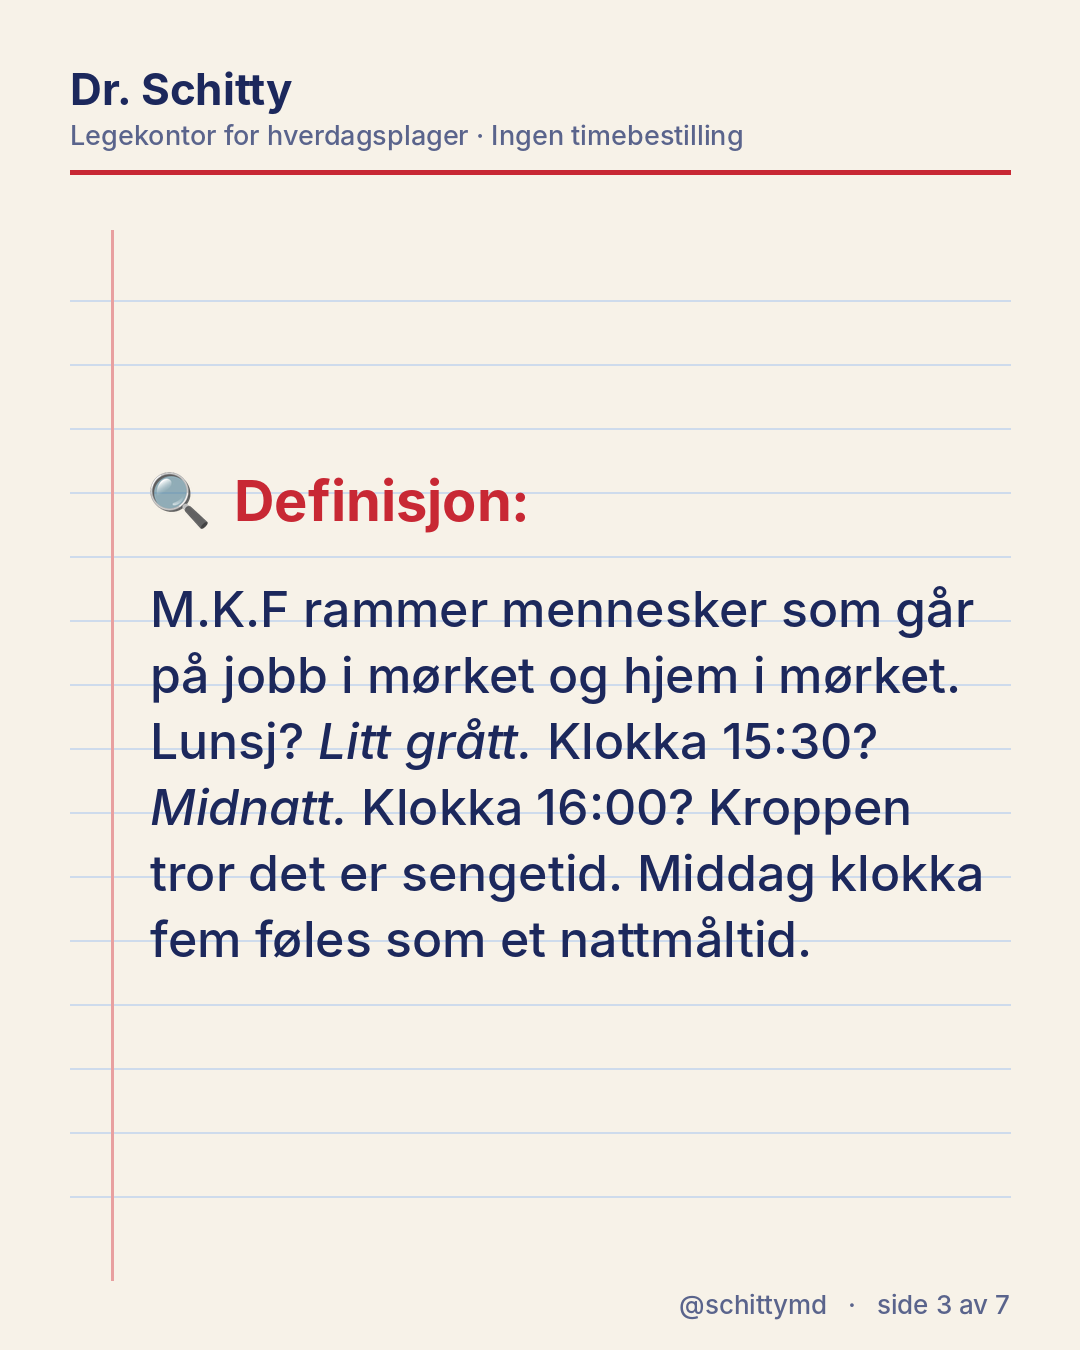 Dr. Schitty
Legekontor for hverdagsplager · Ingen timebestilling
🔍 Definisjon:
M.K.F rammer mennesker som går
på jobb i mørket og hjem i mørket.
Lunsj? Litt grått. Klokka 15:30?
Midnatt. Klokka 16:00? Kroppen
tror det er sengetid. Middag klokka
fem føles som et nattmåltid.
@schittymd · side 3 av 7